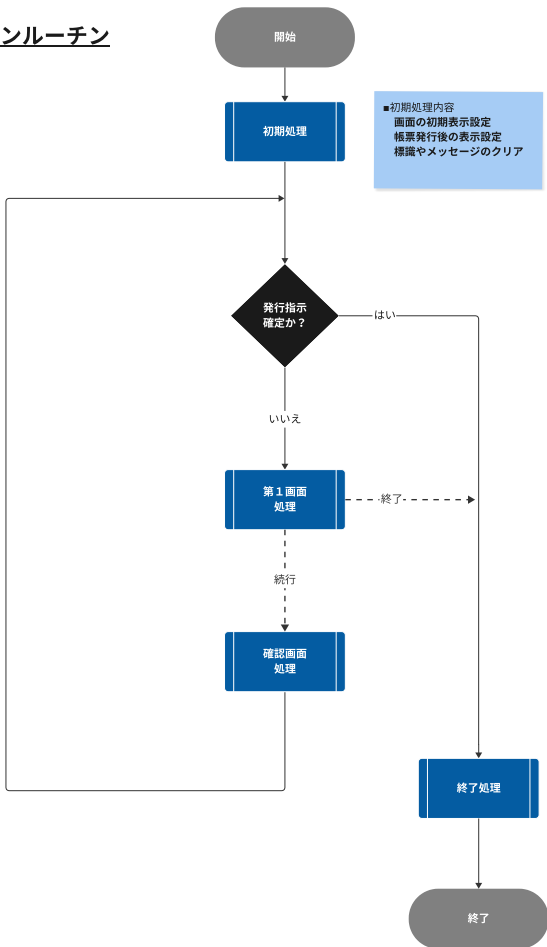 ンルーチン
開始
初期処理
■初期処理内容
画面の初期表示設定
帳票発行後の表示設定
標識やメッセージのクリア
発行指示
確定か？
はい
いいえ
第１画面
処理
終了
続行
確認画面
処理
終了処理
終了